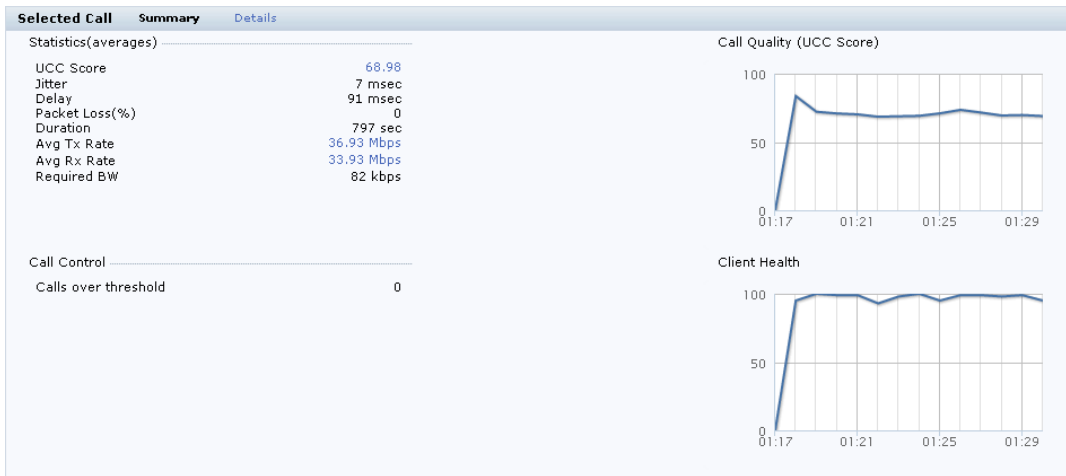 Selected Call Summary Details
Statistics(averages)
UCC Score 68.98
Jitter 7 msec
Delay 91 msec
Packet Loss(%) 0
Duration 797 sec
Avg Tx Rate 36.93 Mbps
Avg Rx Rate 33.93 Mbps
Required BW 82 kbps
Call Control
Calls over threshold 0
Call Quality (UCC Score)
100
50
0
01:17 01:21 01:25 01:29
Client Health
100
50
0
01:17 01:21 01:25 01:29